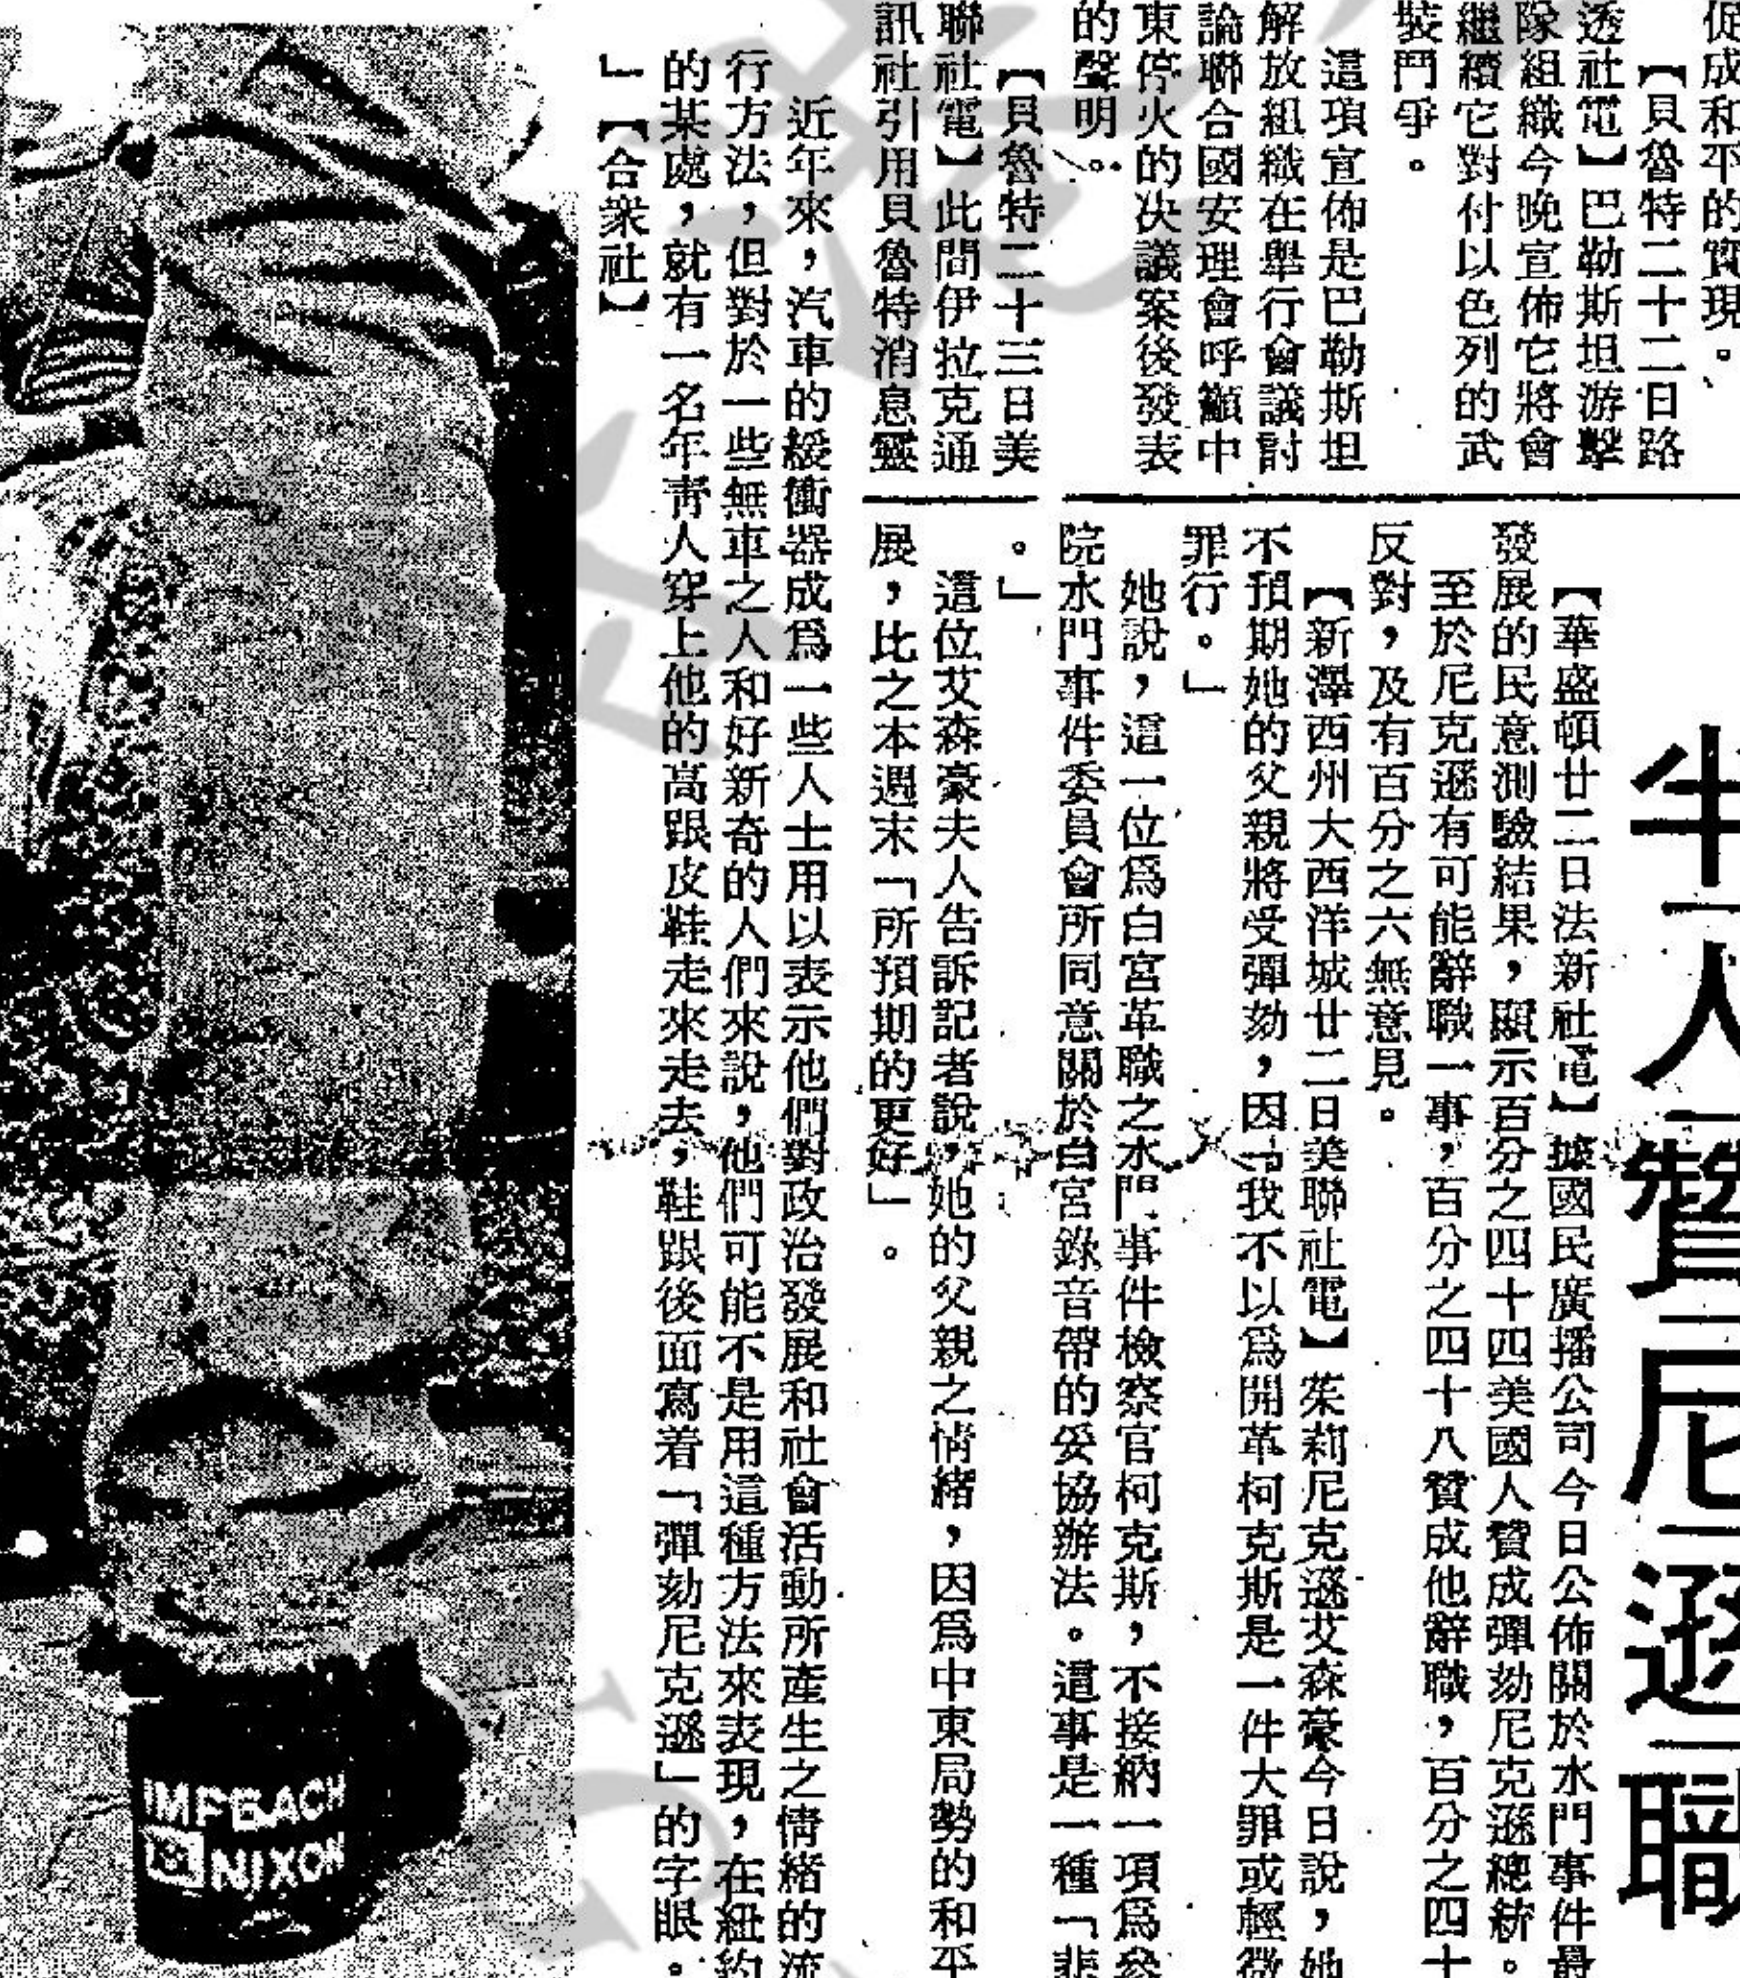 促成和平的實現。
【貝魯特二十二日路
透社電】巴勒斯坦游擊
隊組織今晚宣佈它將會
繼續它對付以色列的武
裝鬥爭。
這項宣佈是巴勒斯坦
解放組織在舉行會議討
論聯合國安理會呼籲中
東停火的決議案後發表
的聲明。
【貝魯特二十三日美
聯社電】此間伊拉克通
訊社引用貝魯特消息靈
半人贊尼遜職
【華盛頓廿二日法新社電】據國民廣播公司今日公佈關於水門事件最
發展的民意測驗結果,顯示百分之四十四美國人贊成彈劾尼克遜總統。
至於尼克遜有可能辭職一事,百分之四十八贊成他辭職,百分之四十
反對,及有百分之六無意見。
【新澤西州大西洋城廿二日美聯社電】茱莉尼克遜艾森豪今日說,她
不預期她的父親將受彈劾,因「我不以爲開革柯克斯是一件大罪或輕微
罪行。」
她說,這一位爲白宮革職之水門事件檢察官柯克斯,不接納一項爲參
院水門事件委員會所同意關於白宮錄音帶的妥協辦法。這事是一種「悲
。」
這位艾森豪夫人告訴記者說,她的父親之情緒,因爲中東局勢的和平
展,比之本週末「所預期的更好」。
近年來,汽車的緩衝器成爲一些人士用以表示他們對政治發展和社會活動所產生之情緒的流
行方法,但對於一些無車之人和好新奇的人們來說,他們可能不是用這種方法來表現,在紐約
的某處,就有一名年青人穿上他的高跟皮鞋走來走去,鞋跟後面寫着「彈劾尼克遜」的字眼。
」【合衆社】
IMPEACH
NIXON